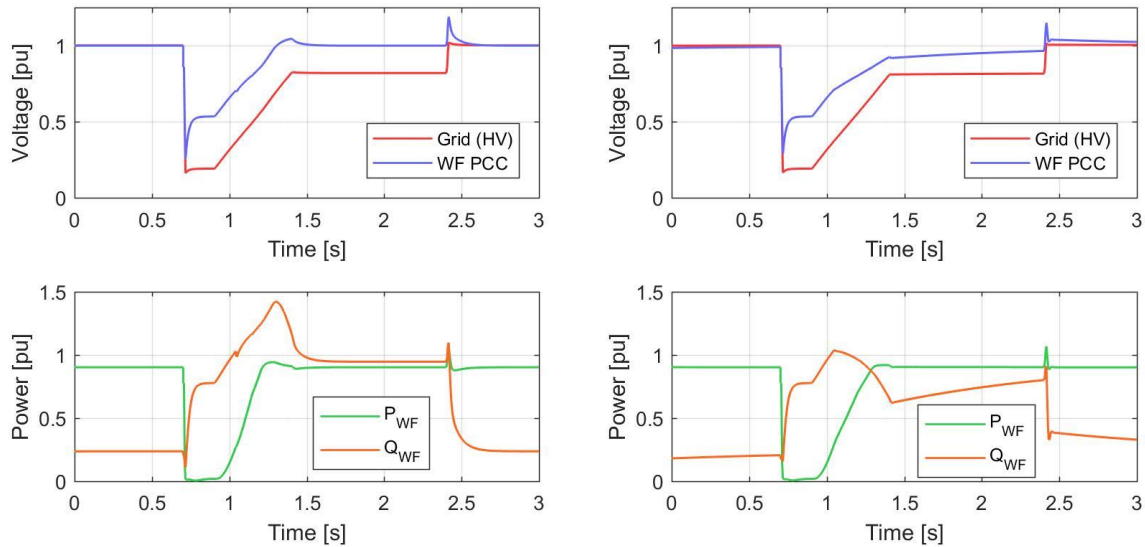 Voltage [pu]
1
0.5
0
Grid (HV)
WF PCC
0 0.5 1 1.5 2 2.5 3
Time [s]
Voltage [pu]
1
0.5
0
Grid (HV)
WF PCC
0 0.5 1 1.5 2 2.5 3
Time [s]
Power [pu]
1.5
1
0.5
0
P_WF
Q_WF
0 0.5 1 1.5 2 2.5 3
Time [s]
Power [pu]
1.5
1
0.5
0
P_WF
Q_WF
0 0.5 1 1.5 2 2.5 3
Time [s]